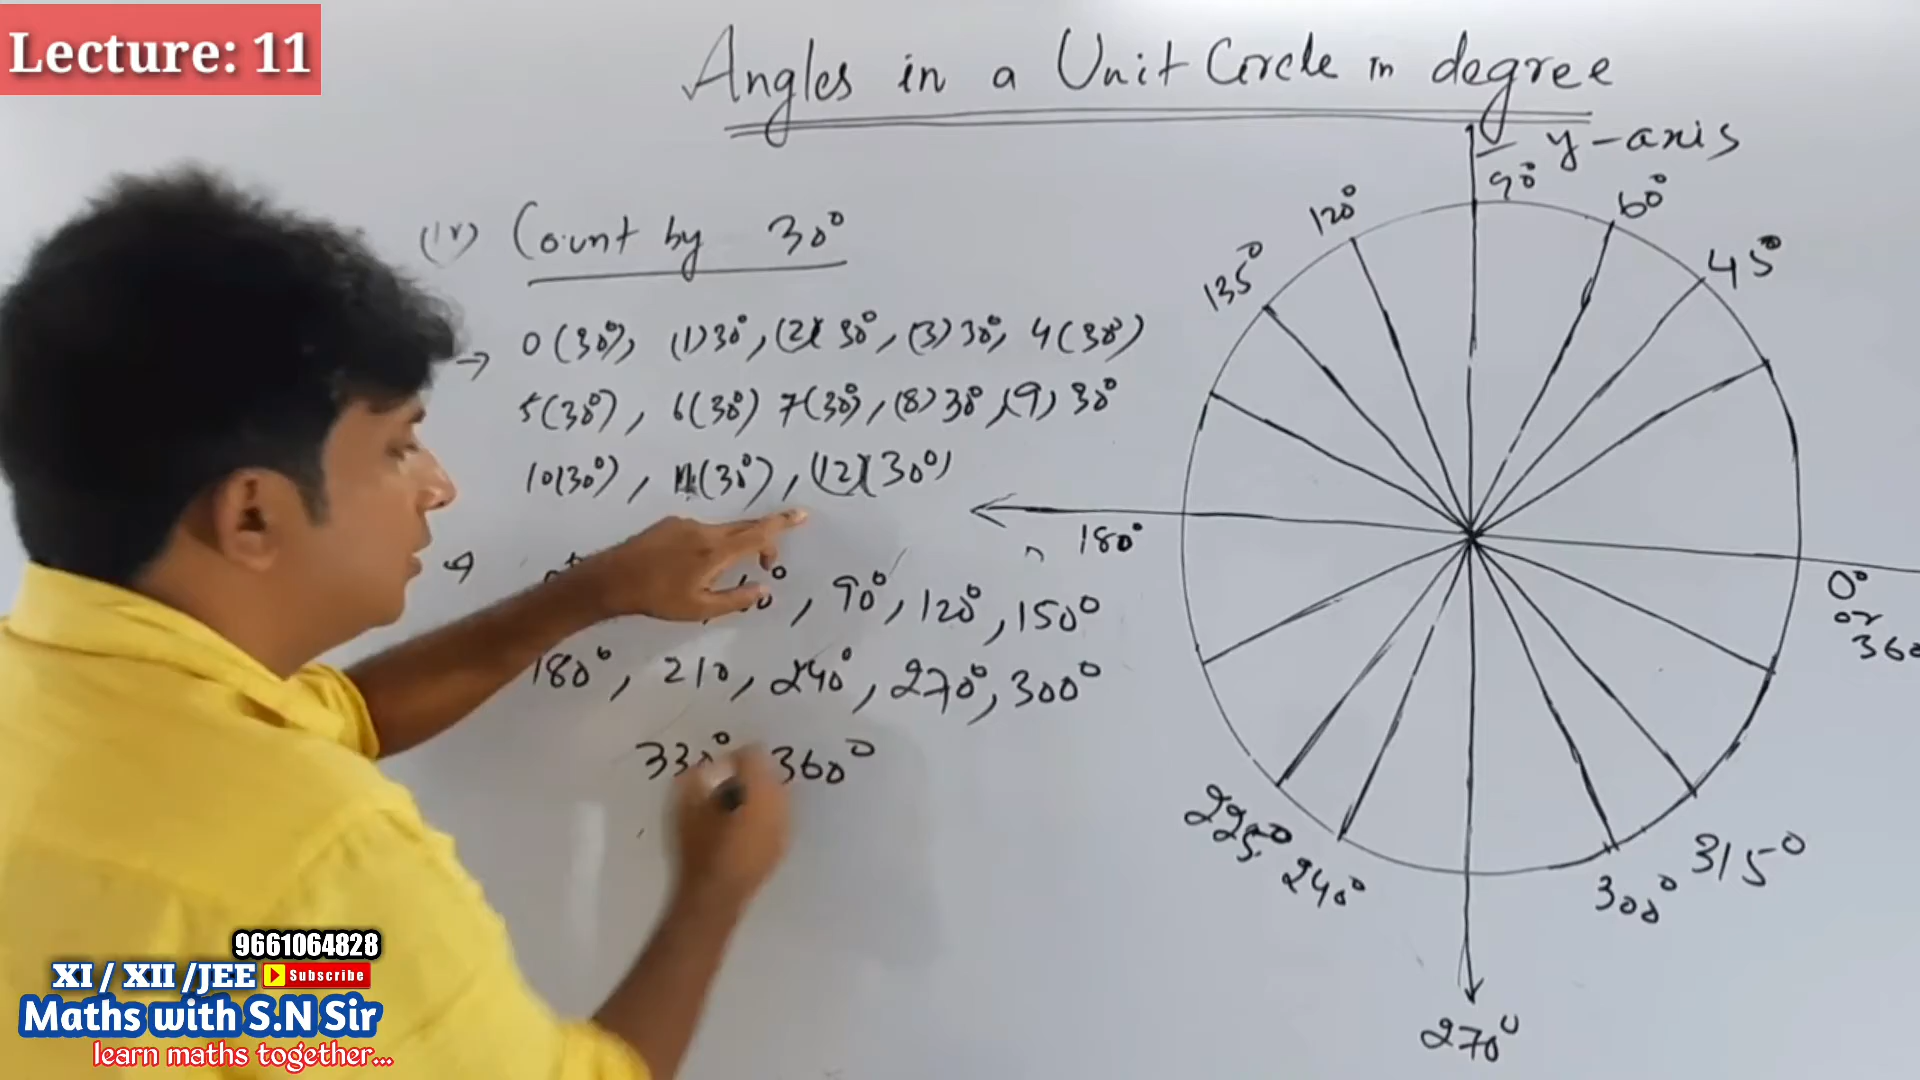 Lecture: 11
Angles in a Unit Circle in degree
y-axis
90°
120°
60°
135°
45°
(iv) Count by 30°
→ 0(30°), (1)30°, (2)(30°, (3)30°, 4(30°)
5(30°), 6(30°) 7(30°), (8)30°, (9)30°
10(30°), 11(30°), (12)(30°)
180°
0°
or
360
90°, 120°, 150°
180°, 210, 240°, 270°, 300°
330° 360°
225°
240°
300°
315°
270°
9661064828
XI / XII /JEE Subscribe
Maths with S.N Sir
learn maths together...